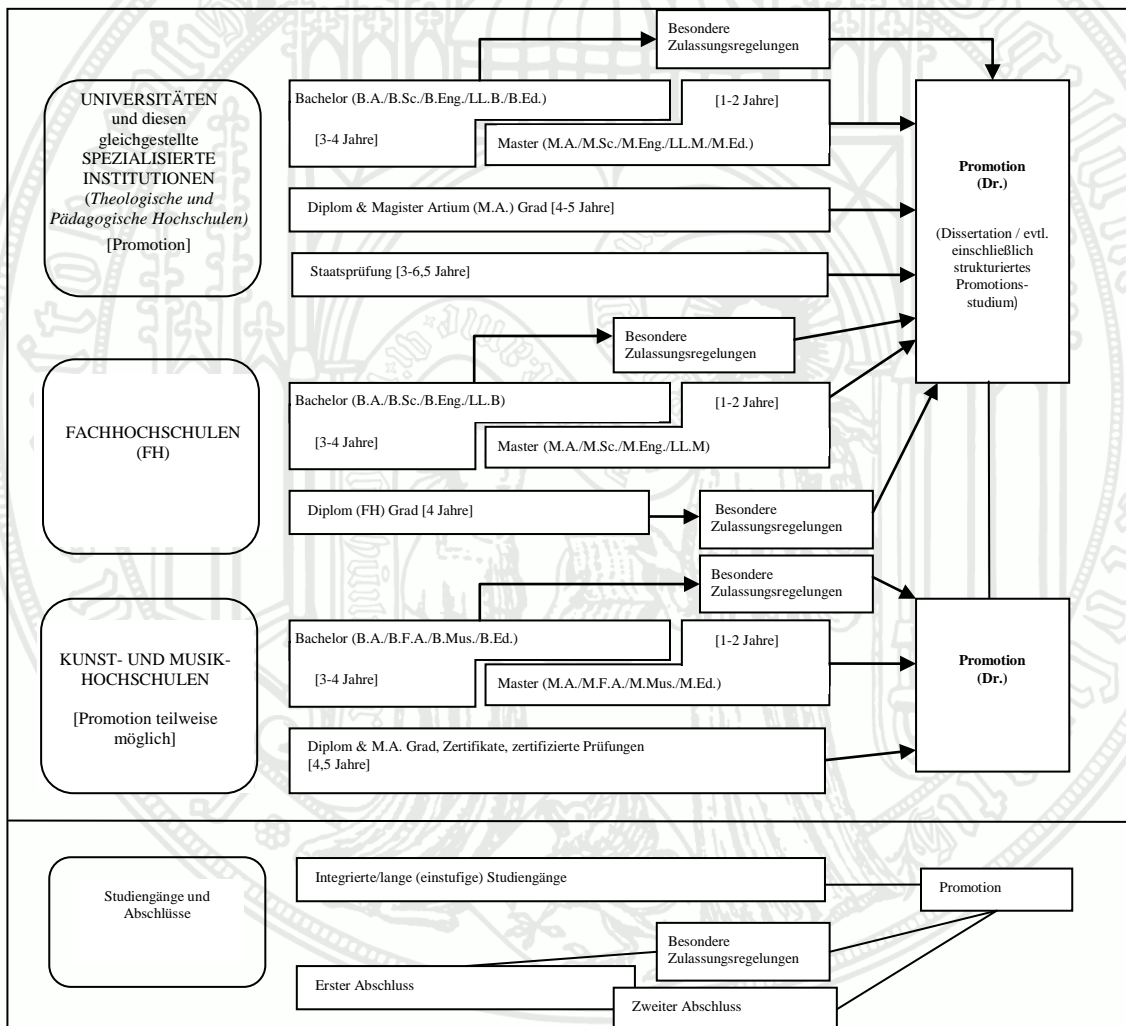 Besondere
Zulassungsregelungen
UNIVERSITÄTEN
und diesen
gleichgestellte
SPEZIALISIERTE
INSTITUTIONEN
(Theologische und
Pädagogische Hochschulen)
[Promotion]
Bachelor (B.A./B.Sc./B.Eng./LL.B./B.Ed.)
[3-4 Jahre]
[1-2 Jahre]
Master (M.A./M.Sc./M.Eng./LL.M./M.Ed.)
Diplom & Magister Artium (M.A.) Grad [4-5 Jahre]
Staatsprüfung [3-6,5 Jahre]
Promotion
(Dr.)
(Dissertation / evtl.
einschließlich
strukturiertes
Promotions-
studium)
Besondere
Zulassungsregelungen
FACHHOCHSCHULEN
(FH)
Bachelor (B.A./B.Sc./B.Eng./LL.B)
[3-4 Jahre]
[1-2 Jahre]
Master (M.A./M.Sc./M.Eng./LL.M)
Diplom (FH) Grad [4 Jahre]
Besondere
Zulassungsregelungen
Besondere
Zulassungsregelungen
KUNST- UND MUSIK-
HOCHSCHULEN
[Promotion teilweise
möglich]
Bachelor (B.A./B.F.A./B.Mus./B.Ed.)
[3-4 Jahre]
[1-2 Jahre]
Master (M.A./M.F.A./M.Mus./M.Ed.)
Diplom & M.A. Grad, Zertifikate, zertifizierte Prüfungen
[4,5 Jahre]
Promotion
(Dr.)
Studiengänge und
Abschlüsse
Integrierte/lange (einstufige) Studiengänge
Promotion
Besondere
Zulassungsregelungen
Erster Abschluss
Zweiter Abschluss